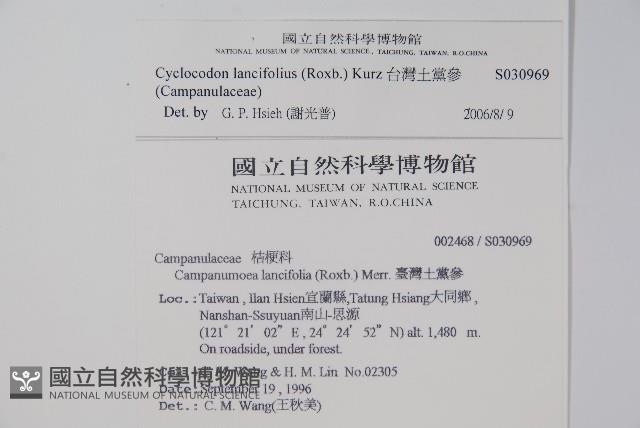 國立自然科學博物館
NATIONAL MUSEUM OF NATURAL SCIENCE, TAICHUNG, TAIWAN, R.O.CHINA
Cyclocodon lancifolius (Roxb.) Kurz 台灣土黨參 S030969
(Campanulaceae)
Det. by G. P. Hsieh (謝光普) 2006/8/9
國立自然科學博物館
NATIONAL MUSEUM OF NATURAL SCIENCE
TAICHUNG, TAIWAN, R.O.CHINA
002468 / S030969
Campanulaceae 桔梗科
Campanumoea lancifolia (Roxb.) Merr. 臺灣土黨參
Loc.: Taiwan, Ilan Hsien宜蘭縣,Tatung Hsiang大同鄉,
Nanshan-Ssuyuan南山-思源
(121° 21' 02" E, 24° 24' 52" N) alt. 1,480 m.
On roadside, under forest.
& H. M. Lin No.02305
Date: September 19, 1996
Det.: C. M. Wang(王秋美)
國立自然科學博物館
NATIONAL MUSEUM OF NATURAL SCIENCE